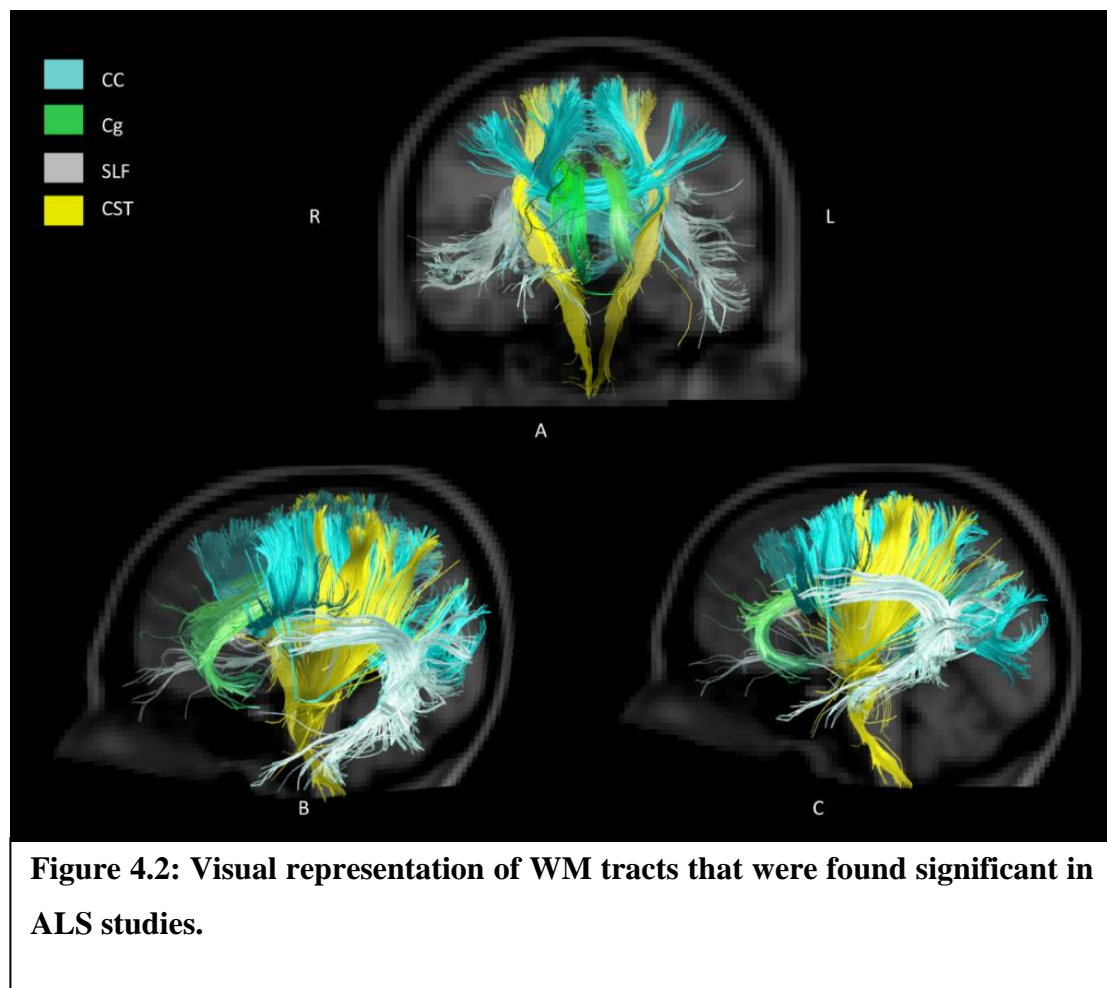 CC
Cg
SLF
CST
R
L
A
B
C
Figure 4.2: Visual representation of WM tracts that were found significant in
ALS studies.